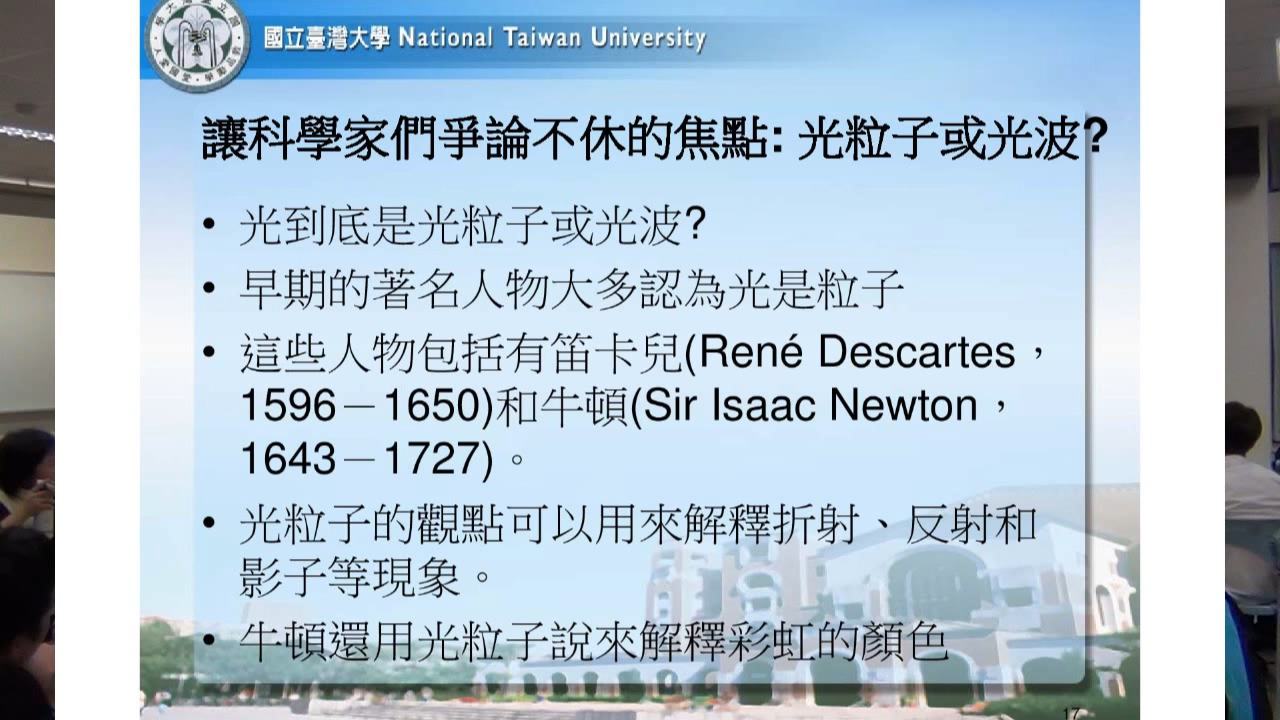 國立臺灣大學 National Taiwan University
讓科學家們爭論不休的焦點: 光粒子或光波?
• 光到底是光粒子或光波?
• 早期的著名人物大多認為光是粒子
• 這些人物包括有笛卡兒(René Descartes，
1596－1650)和牛頓(Sir Isaac Newton，
1643－1727)。
• 光粒子的觀點可以用來解釋折射、反射和
影子等現象。
• 牛頓還用光粒子說來解釋彩虹的顏色
17